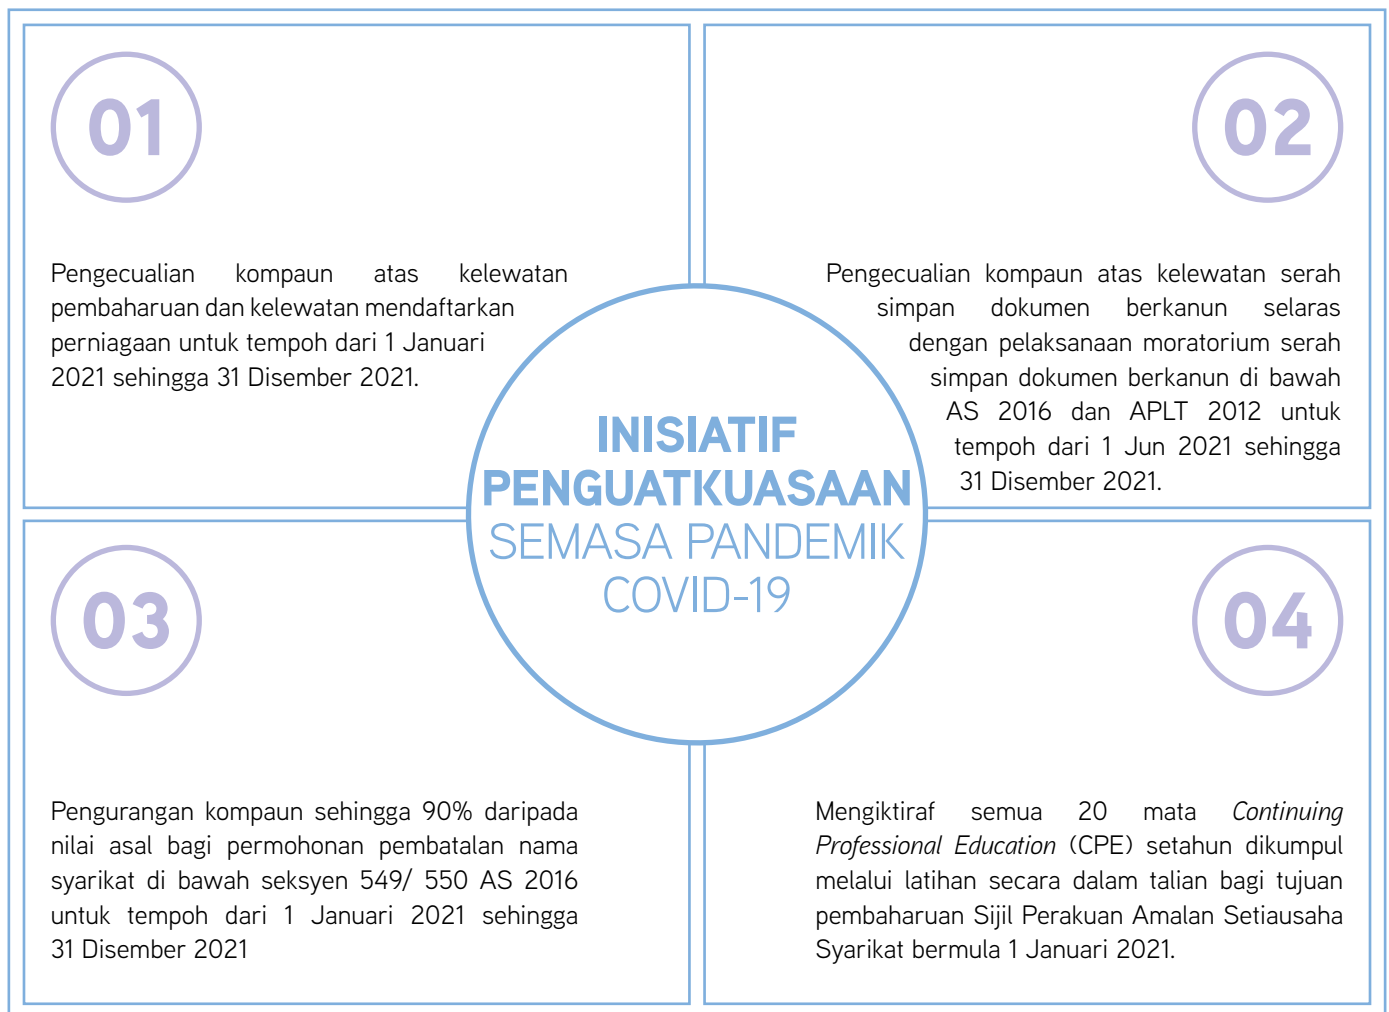 01
Pengecualian kompaun atas kelewatan
pembaharuan dan kelewatan mendaftarkan
perniagaan untuk tempoh dari 1 Januari
2021 sehingga 31 Disember 2021.
02
Pengecualian kompaun atas kelewatan serah
simpan dokumen berkanun selaras
dengan pelaksanaan moratorium serah
simpan dokumen berkanun di bawah
AS 2016 dan APLT 2012 untuk
tempoh dari 1 Jun 2021 sehingga
31 Disember 2021.
INISIATIF
PENGUATKUASAAN
SEMASA PANDEMIK
COVID-19
03
Pengurangan kompaun sehingga 90% daripada
nilai asal bagi permohonan pembatalan nama
syarikat di bawah seksyen 549/ 550 AS 2016
untuk tempoh dari 1 Januari 2021 sehingga
31 Disember 2021
04
Mengiktiraf semua 20 mata Continuing
Professional Education (CPE) setahun dikumpul
melalui latihan secara dalam talian bagi tujuan
pembaharuan Sijil Perakuan Amalan Setiausaha
Syarikat bermula 1 Januari 2021.